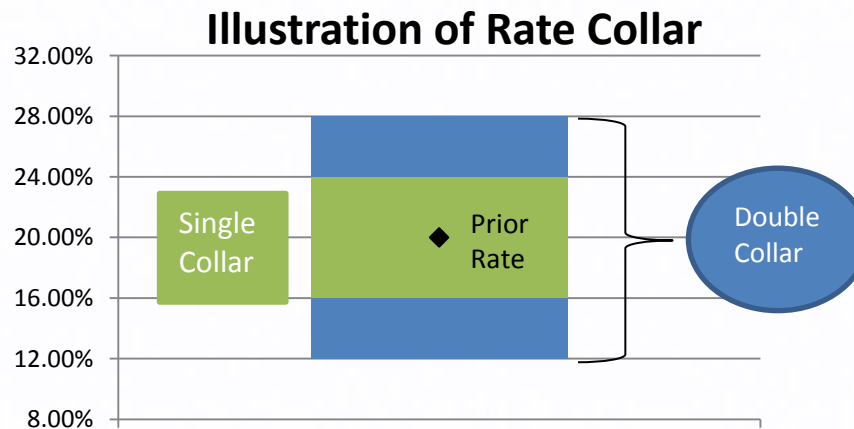 Illustration of Rate Collar
32.00%
28.00%
24.00%
20.00%
16.00%
12.00%
8.00%
Single
Collar
Prior
Rate
Double
Collar